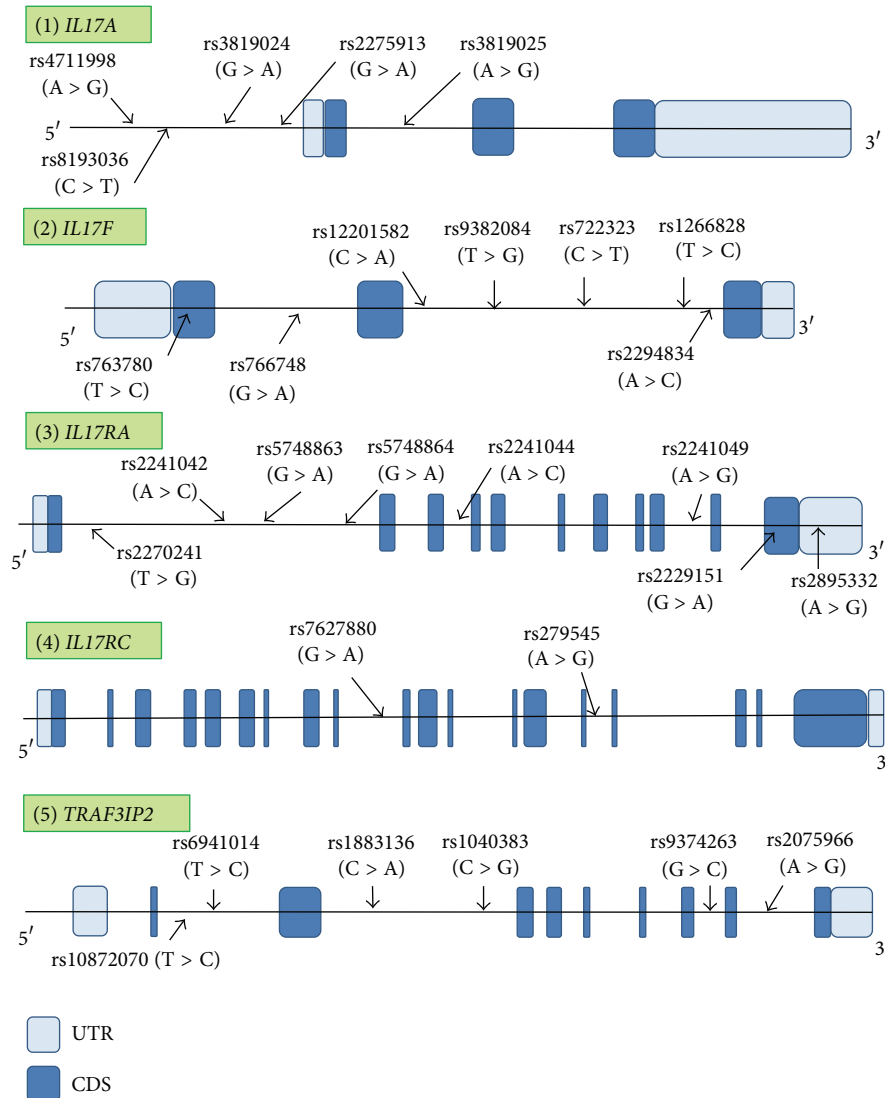 (1) IL17A
rs4711998
(A > G)
rs3819024
(G > A)
rs2275913
(G > A)
rs3819025
(A > G)
5′
3′
rs8193036
(C > T)
(2) IL17F
rs12201582
(C > A)
rs9382084
(T > G)
rs722323
(C > T)
rs1266828
(T > C)
5′
3′
rs763780
(T > C)
rs766748
(G > A)
rs2294834
(A > C)
(3) IL17RA
rs2241042
(A > C)
rs5748863
(G > A)
rs5748864
(G > A)
rs2241044
(A > C)
rs2241049
(A > G)
5′
3′
rs2270241
(T > G)
rs2229151
(G > A)
rs2895332
(A > G)
(4) IL17RC
rs7627880
(G > A)
rs279545
(A > G)
5′
3
(5) TRAF3IP2
rs6941014
(T > C)
rs1883136
(C > A)
rs1040383
(C > G)
rs9374263
(G > C)
rs2075966
(A > G)
5′
3
rs10872070 (T > C)
UTR
CDS